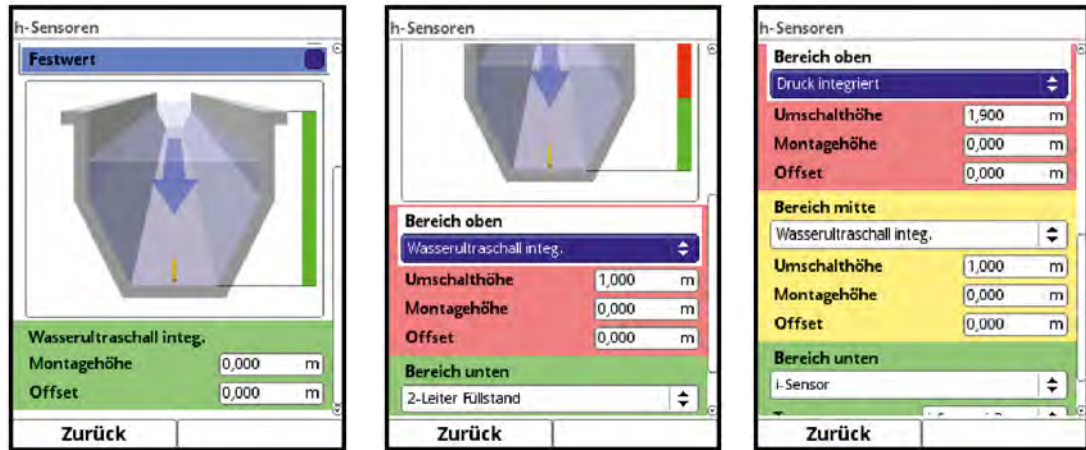 h-Sensoren
Festwert
Wasserultraschall integ.
Montagehöhe 0,000 m
Offset 0,000 m
Zurück
h-Sensoren
Bereich oben
Wasserultraschall integ.
Umschalthöhe 1,000 m
Montagehöhe 0,000 m
Offset 0,000 m
Bereich unten
2-Leiter Füllstand
Zurück
h-Sensoren
Bereich oben
Druck integriert
Umschalthöhe 1,900 m
Montagehöhe 0,000 m
Offset 0,000 m
Bereich mitte
Wasserultraschall integ.
Umschalthöhe 1,000 m
Montagehöhe 0,000 m
Offset 0,000 m
Bereich unten
i-Sensor
Zurück